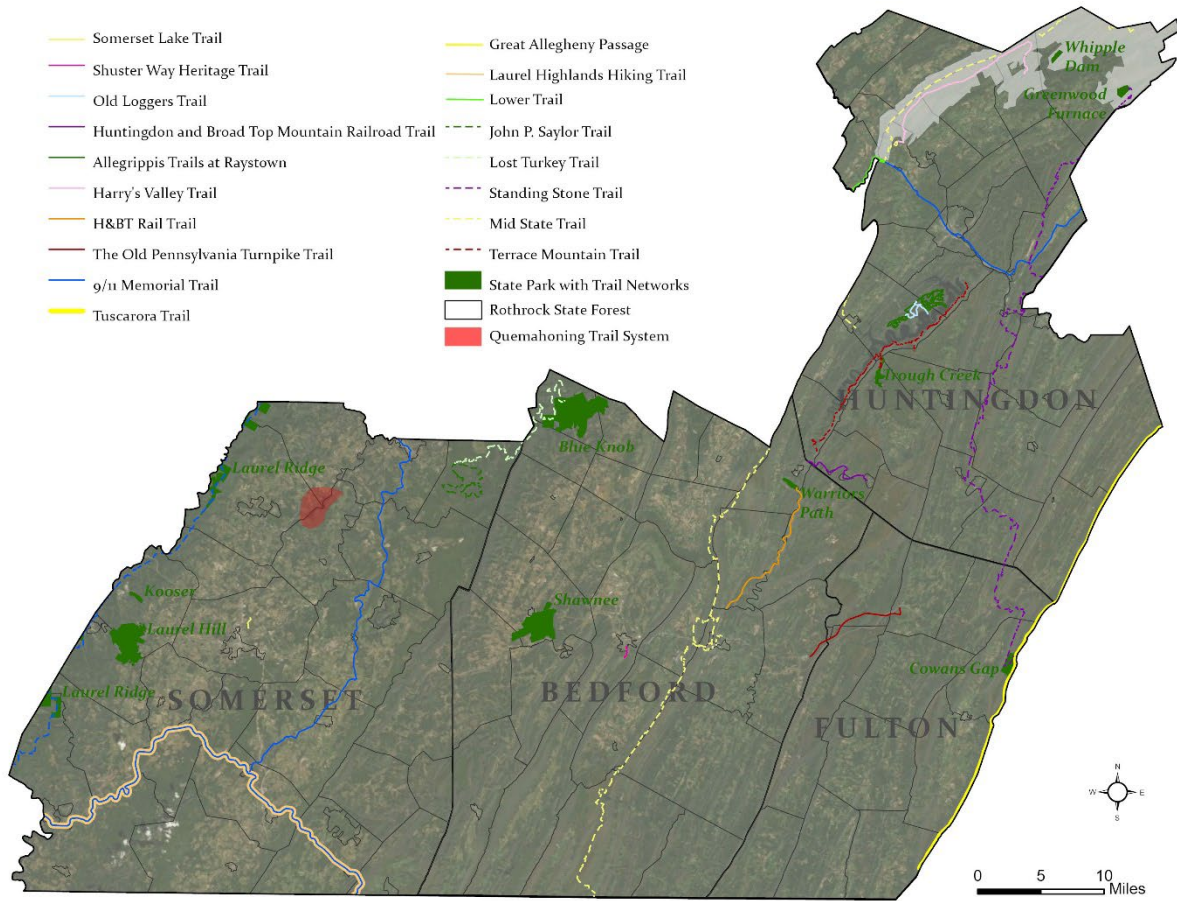 Somerset Lake Trail
Shuster Way Heritage Trail
Old Loggers Trail
Huntingdon and Broad Top Mountain Railroad Trail
Allegrippis Trails at Raystown
Harry's Valley Trail
H&BT Rail Trail
The Old Pennsylvania Turnpike Trail
9/11 Memorial Trail
Tuscarora Trail
Great Allegheny Passage
Laurel Highlands Hiking Trail
Lower Trail
John P. Saylor Trail
Lost Turkey Trail
Standing Stone Trail
Mid State Trail
Terrace Mountain Trail
State Park with Trail Networks
Rothrock State Forest
Quemahoning Trail System
Whipple
Dam
Greenwood
Furnace
Trough Creek
HUNTINGDON
Blue Knob
Laurel Ridge
Warriors
Path
Kooser
Shawnee
Laurel Hill
Cowans Gap
Laurel Ridge
SOMERSET
BEDFORD
FULTON
N
W E
S
0 5 10
Miles